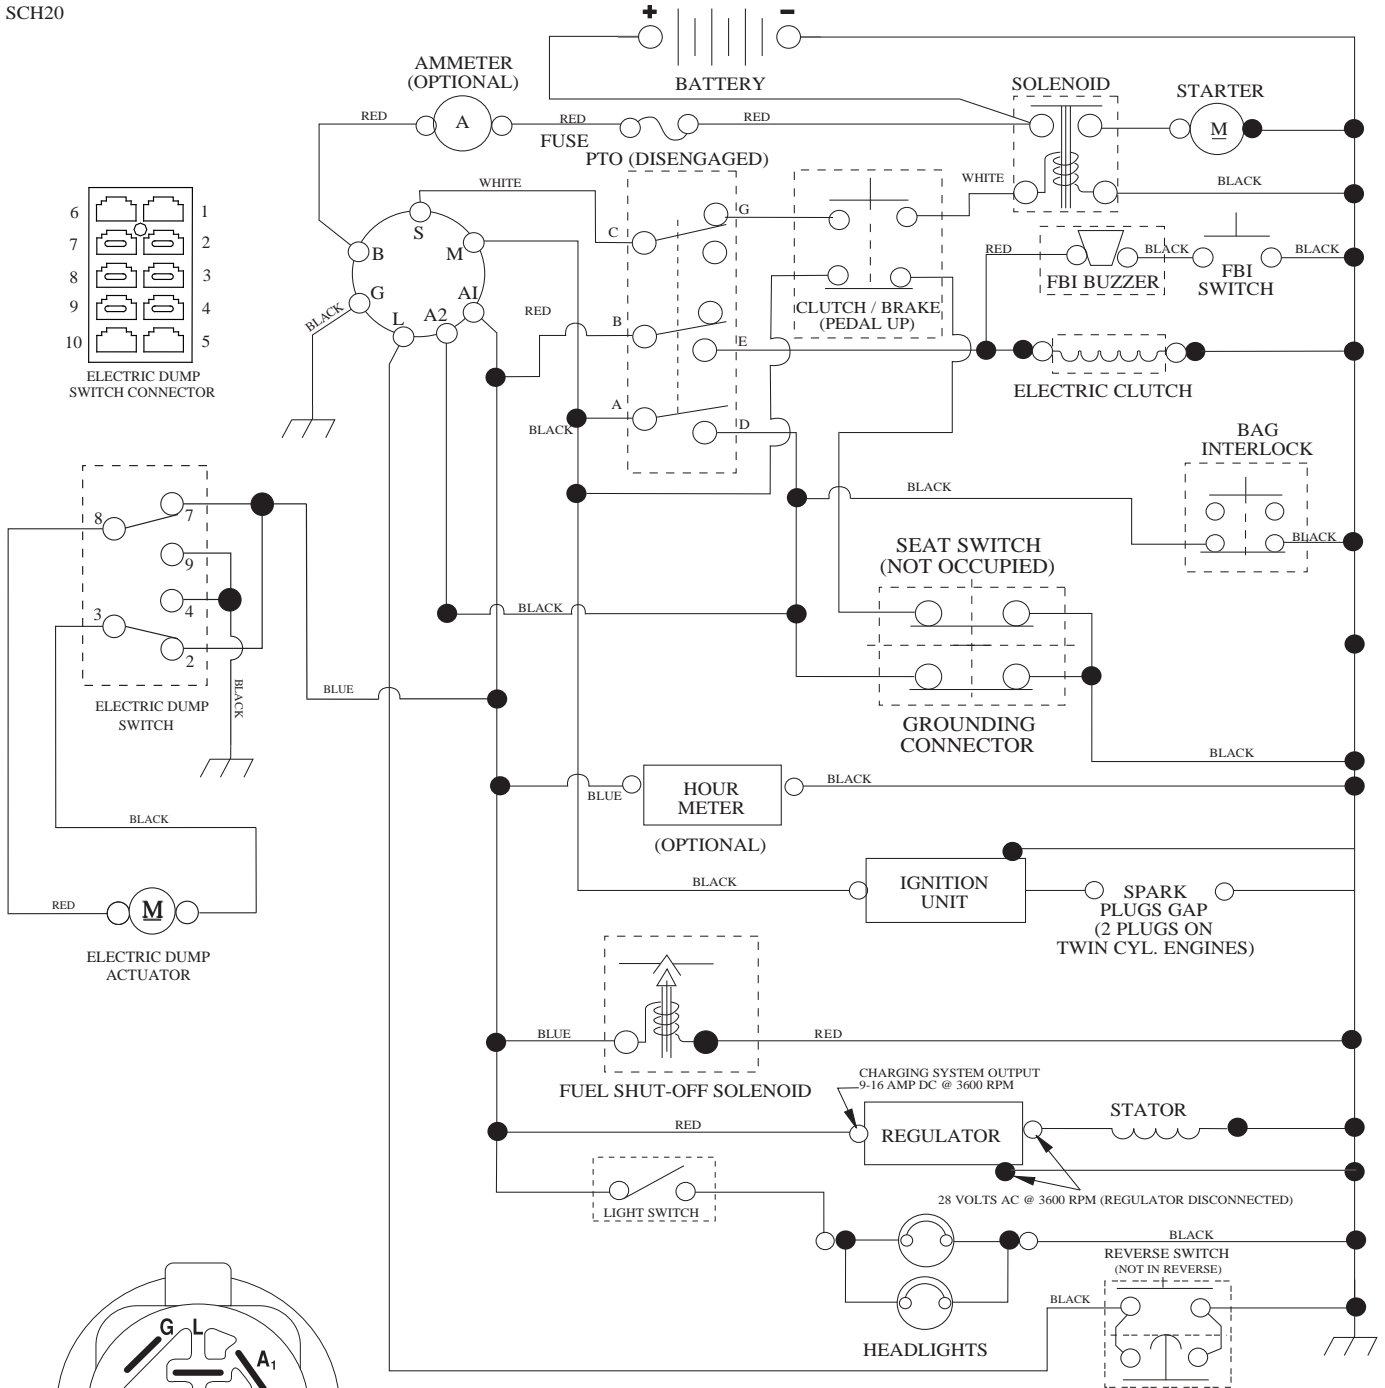 SCH20
+
-
BATTERY
AMMETER
(OPTIONAL)
A
RED
RED
FUSE
RED
PTO (DISENGAGED)
SOLENOID
STARTER
M
WHITE
WHITE
BLACK
6
7
8
9
10
1
2
3
4
5
ELECTRIC DUMP
SWITCH CONNECTOR
S
B
M
G
L
A2
A1
BLACK
RED
C
G
B
E
A
D
BLACK
CLUTCH / BRAKE
(PEDAL UP)
RED
BLACK
BLACK
FBI BUZZER
FBI
SWITCH
ELECTRIC CLUTCH
BAG
INTERLOCK
BLACK
BLACK
8
7
9
4
3
2
BLACK
ELECTRIC DUMP
SWITCH
BLUE
BLACK
SEAT SWITCH
(NOT OCCUPIED)
GROUNDING
CONNECTOR
BLACK
BLUE
HOUR
METER
BLACK
(OPTIONAL)
BLACK
RED
M
ELECTRIC DUMP
ACTUATOR
BLACK
IGNITION
UNIT
SPARK
PLUGS GAP
(2 PLUGS ON
TWIN CYL. ENGINES)
BLUE
RED
FUEL SHUT-OFF SOLENOID
CHARGING SYSTEM OUTPUT
9-16 AMP DC @ 3600 RPM
RED
REGULATOR
STATOR
28 VOLTS AC @ 3600 RPM (REGULATOR DISCONNECTED)
LIGHT SWITCH
BLACK
HEADLIGHTS
REVERSE SWITCH
(NOT IN REVERSE)
BLACK
G
L
A1